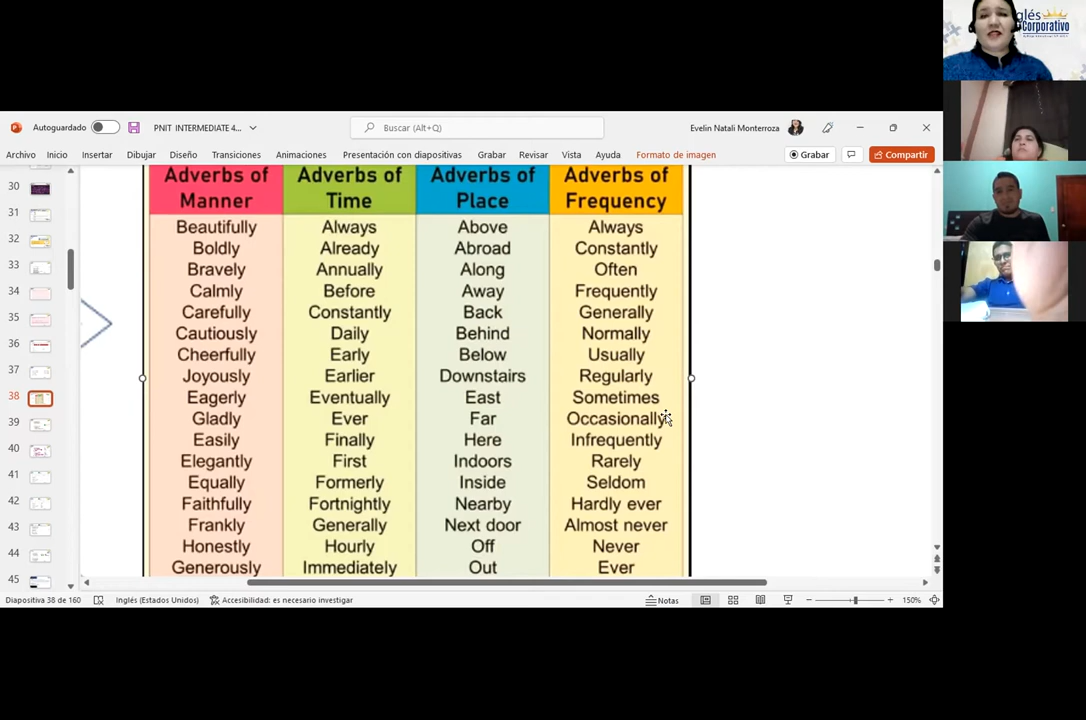 glés
Corporativo
Autoguardado
PNIT INTERMEDIATE 4...
Buscar (Alt+Q)
Evelin Natali Monterroza
Archivo Inicio Insertar Dibujar Diseño Transiciones Animaciones Presentación con diapositivas Grabar Revisar Vista Ayuda Formato de imagen
Grabar
Compartir
30
31
32
33
34
35
36
37
38
39
40
41
42
43
44
45
Adverbs of Adverbs of Adverbs of Adverbs of
Manner Time Place Frequency
Beautifully Always Above Always
Boldly Already Abroad Constantly
Bravely Annually Along Often
Calmly Before Away Frequently
Carefully Constantly Back Generally
Cautiously Daily Behind Normally
Cheerfully Early Below Usually
Joyously Earlier Downstairs Regularly
Eagerly Eventually East Sometimes
Gladly Ever Far Occasionally
Easily Finally Here Infrequently
Elegantly First Indoors Rarely
Equally Formerly Inside Seldom
Faithfully Fortnightly Nearby Hardly ever
Frankly Generally Next door Almost never
Honestly Hourly Off Never
Generously Immediately Out Ever
Diapositiva 38 de 160 Inglés (Estados Unidos) Accesibilidad: es necesario investigar Notas 150%